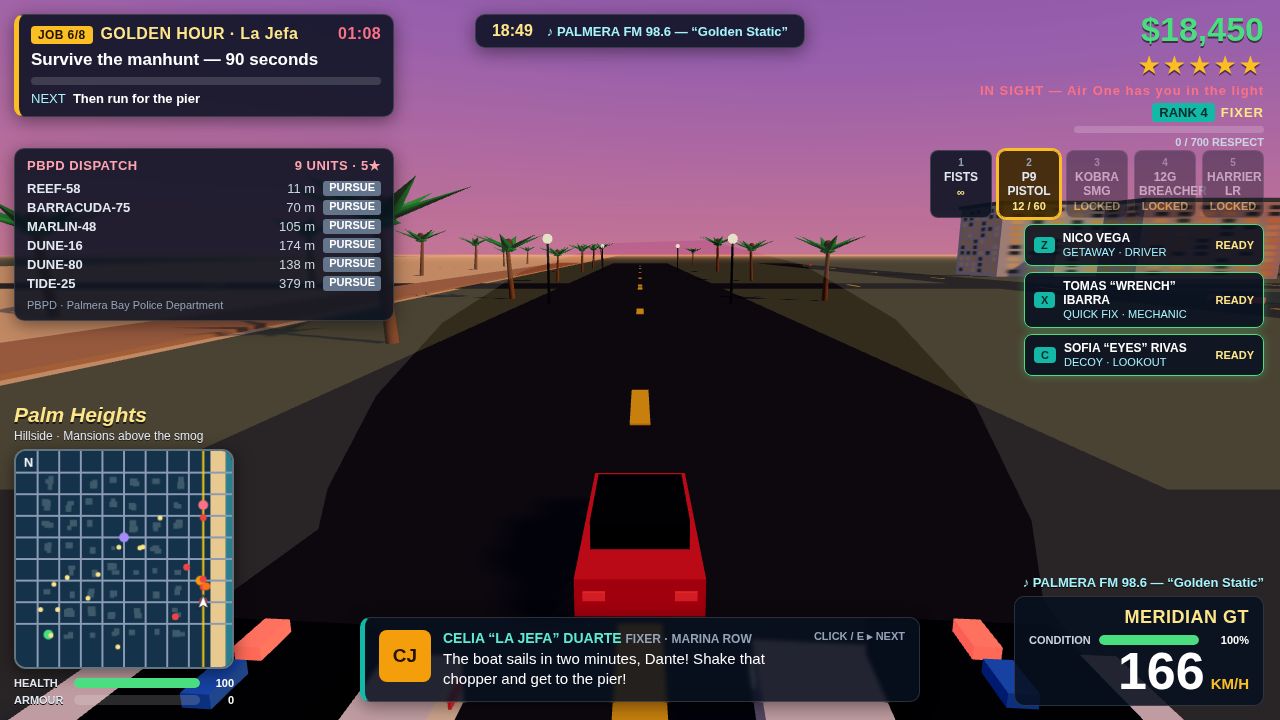 JOB 6/8 GOLDEN HOUR · La Jefa 01:08
Survive the manhunt — 90 seconds
NEXT Then run for the pier
18:49 ♪ PALMERA FM 98.6 — “Golden Static”
$18,450
★★★★★
IN SIGHT — Air One has you in the light
RANK 4 FIXER
0 / 700 RESPECT
1
FISTS
∞
2
P9
PISTOL
12 / 60
3
KOBRA
SMG
LOCKED
4
12G
BREACHER
LOCKED
5
HARRIER
LR
LOCKED
PBPD DISPATCH 9 UNITS · 5★
REEF-58 11 m PURSUE
BARRACUDA-75 70 m PURSUE
MARLIN-48 105 m PURSUE
DUNE-16 174 m PURSUE
DUNE-80 138 m PURSUE
TIDE-25 379 m PURSUE
PBPD · Palmera Bay Police Department
Z NICO VEGA READY
GETAWAY · DRIVER
X TOMAS “WRENCH”
IBARRA READY
QUICK FIX · MECHANIC
C SOFIA “EYES” RIVAS READY
DECOY · LOOKOUT
Palm Heights
Hillside · Mansions above the smog
N
HEALTH 100
ARMOUR 0
CJ
CELIA “LA JEFA” DUARTE FIXER · MARINA ROW CLICK / E ▸ NEXT
The boat sails in two minutes, Dante! Shake that
chopper and get to the pier!
♪ PALMERA FM 98.6 — “Golden Static”
MERIDIAN GT
CONDITION 100%
166 KM/H